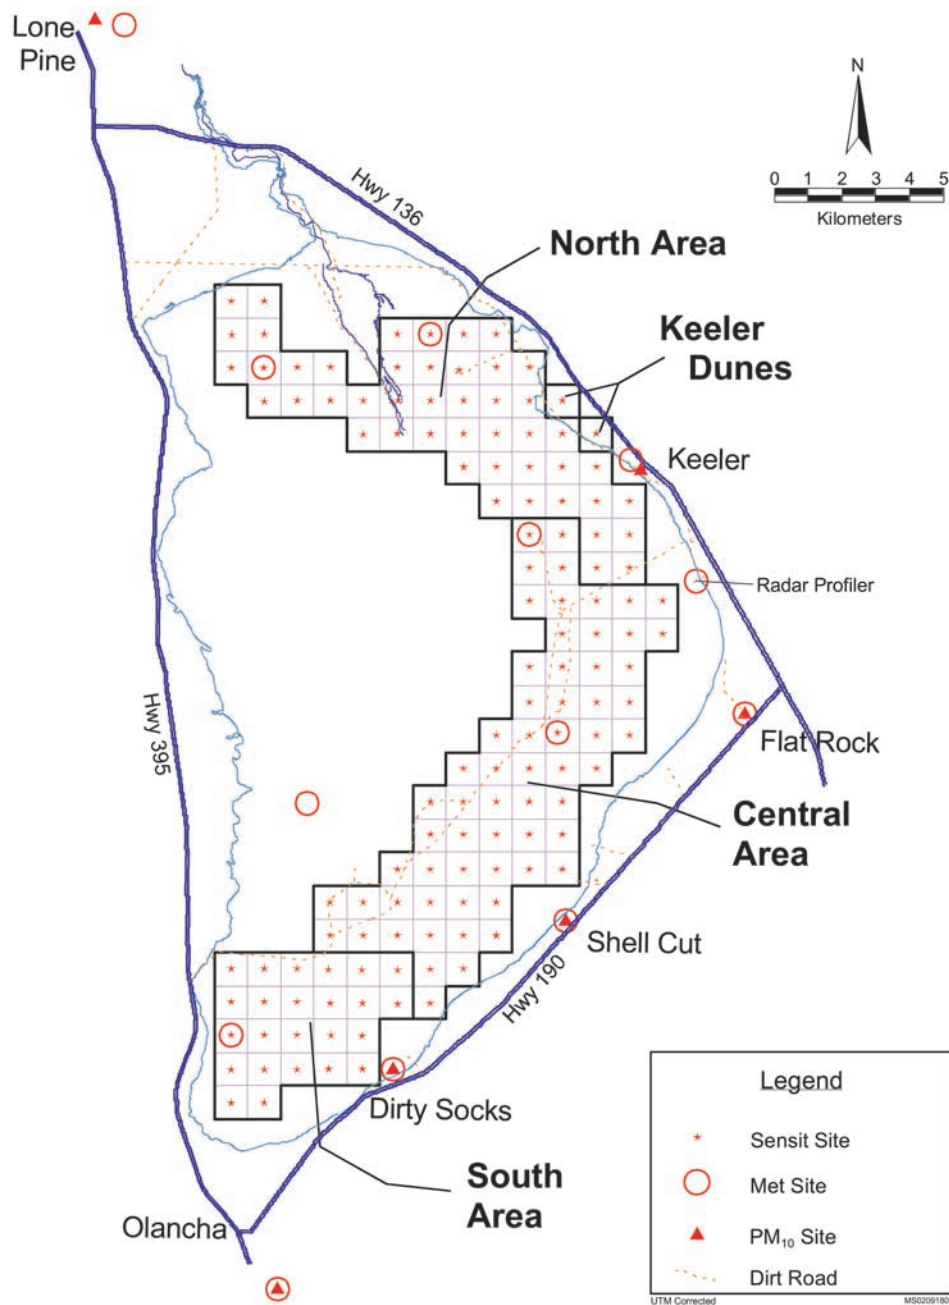 Lone
Pine
N
0 1 2 3 4 5
Kilometers
Hwy 136
North Area
Keeler
Dunes
Keeler
Radar Profiler
Hwy 395
Flat Rock
Central
Area
Shell Cut
Hwy 190
Dirty Socks
South
Area
Olancha
Legend
Sensit Site
Met Site
PM₁₀ Site
Dirt Road
UTM Corrected
MS0209180